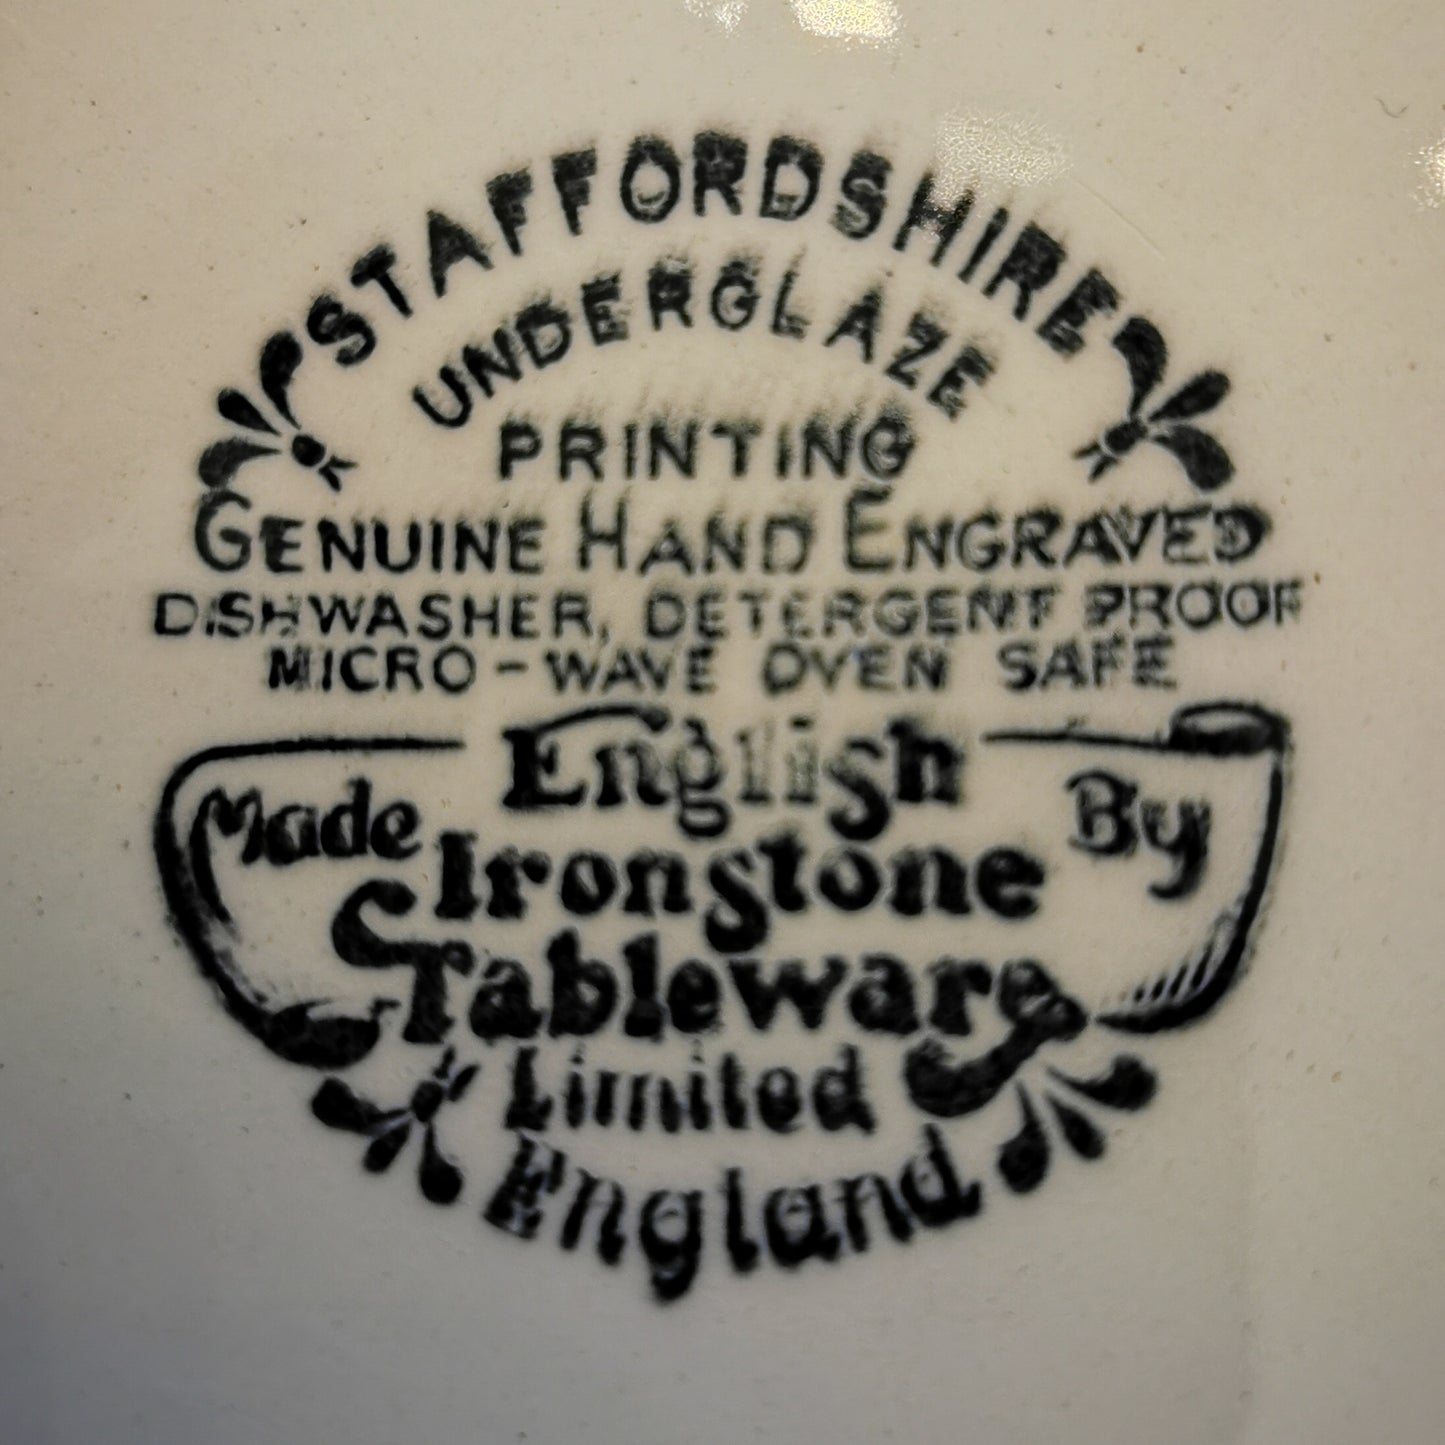 STAFFORDSHIRE
UNDERGLAZE
PRINTING
GENUINE HAND ENGRAVED
DISHWASHER, DETERGENT PROOF
MICRO-WAVE OVEN SAFE
Made English By
Ironstone
Tableware
Limited
England